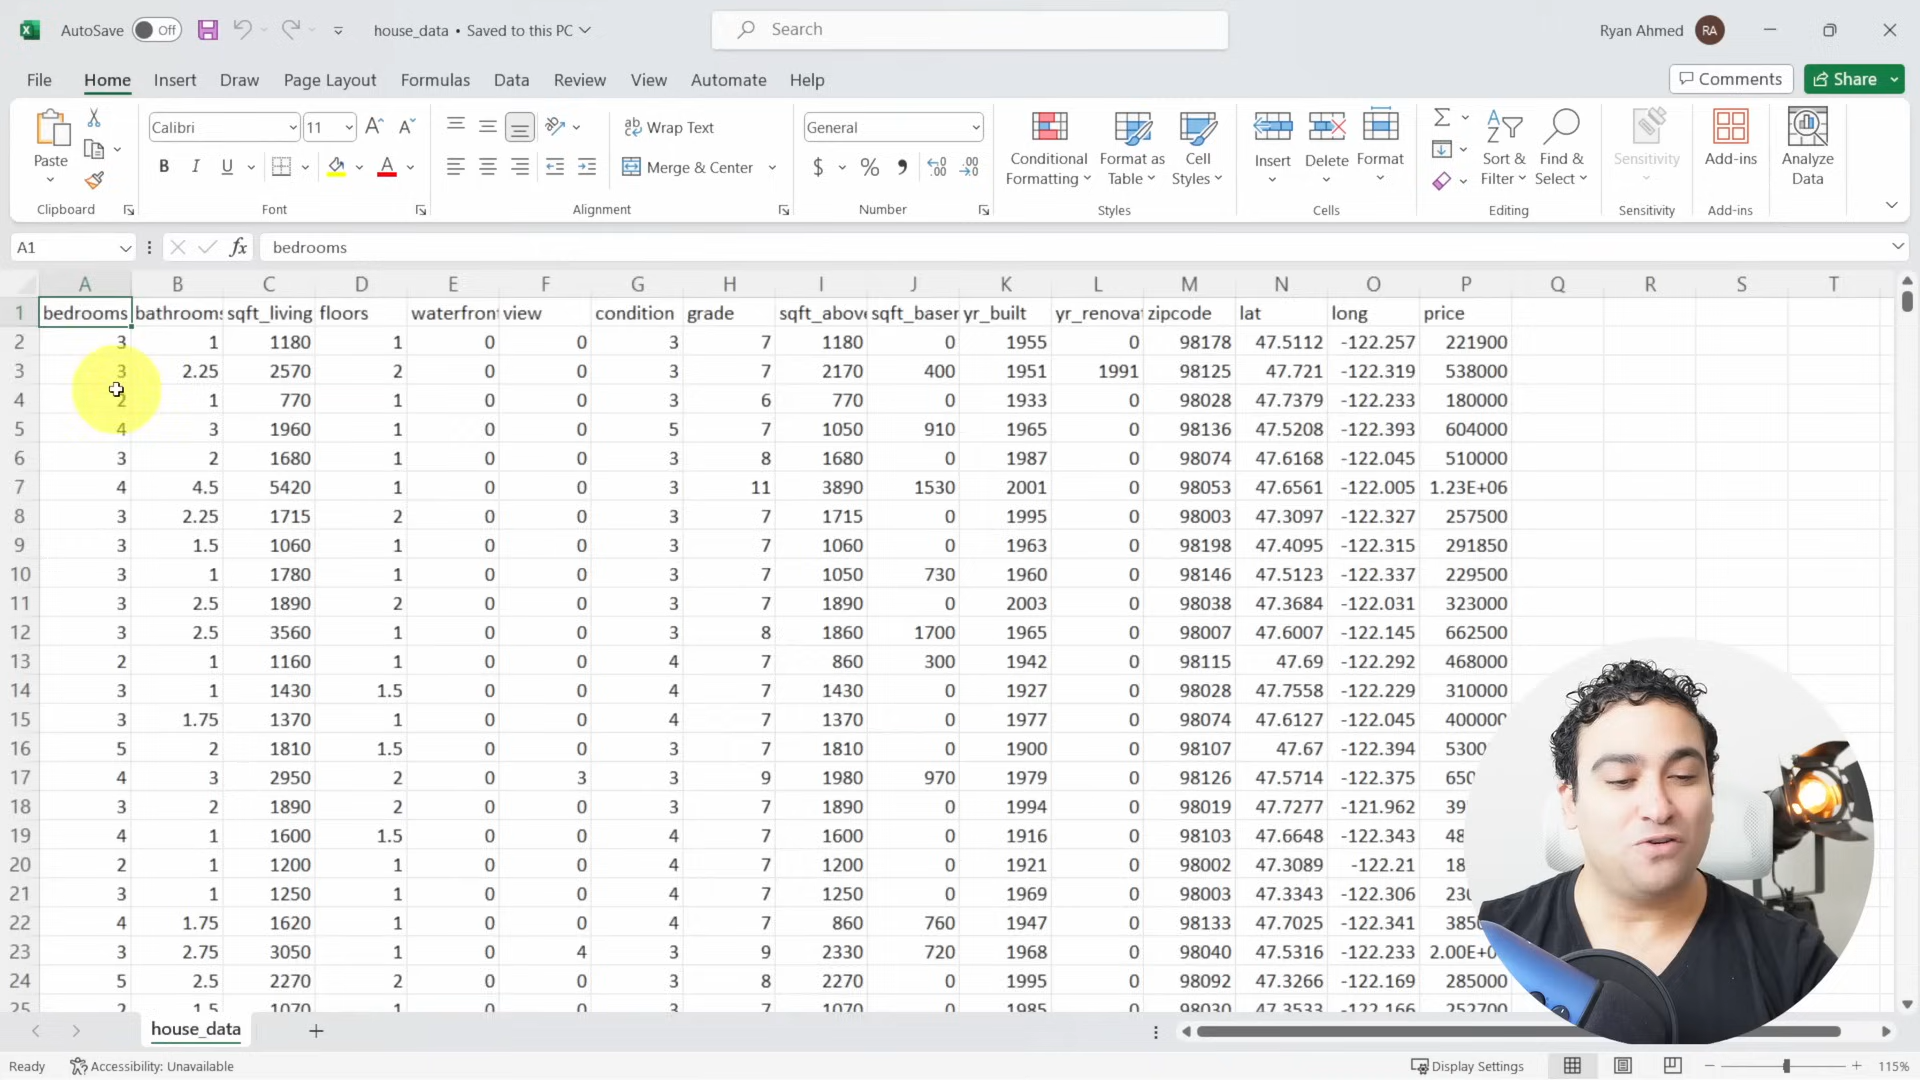 AutoSave Off house_data • Saved to this PC Search Ryan Ahmed RA
File Home Insert Draw Page Layout Formulas Data Review View Automate Help Comments Share
Paste Calibri 11 Wrap Text General Conditional Formatting Format as Table Cell Styles Insert Delete Format Sort & Filter Find & Select Sensitivity Add-ins Analyze Data
B I U A Merge & Center $ %
Clipboard Font Alignment Number Styles Cells Editing Sensitivity Add-ins
A1 fx bedrooms
A B C D E F G H I J K L M N O P Q R S T
1 bedrooms bathrooms sqft_living floors waterfront view condition grade sqft_above sqft_baser yr_built yr_renovat zipcode lat long price
2 3 1 1180 1 0 0 3 7 1180 0 1955 0 98178 47.5112 -122.257 221900
3 3 2.25 2570 2 0 0 3 7 2170 400 1951 1991 98125 47.721 -122.319 538000
4 2 1 770 1 0 0 3 6 770 0 1933 0 98028 47.7379 -122.233 180000
5 4 3 1960 1 0 0 5 7 1050 910 1965 0 98136 47.5208 -122.393 604000
6 3 2 1680 1 0 0 3 8 1680 0 1987 0 98074 47.6168 -122.045 510000
7 4 4.5 5420 1 0 0 3 11 3890 1530 2001 0 98053 47.6561 -122.005 1.23E+06
8 3 2.25 1715 2 0 0 3 7 1715 0 1995 0 98003 47.3097 -122.327 257500
9 3 1.5 1060 1 0 0 3 7 1060 0 1963 0 98198 47.4095 -122.315 291850
10 3 1 1780 1 0 0 3 7 1050 730 1960 0 98146 47.5123 -122.337 229500
11 3 2.5 1890 2 0 0 3 7 1890 0 2003 0 98038 47.3684 -122.031 323000
12 3 2.5 3560 1 0 0 3 8 1860 1700 1965 0 98007 47.6007 -122.145 662500
13 2 1 1160 1 0 0 4 7 860 300 1942 0 98115 47.69 -122.292 468000
14 3 1 1430 1.5 0 0 4 7 1430 0 1927 0 98028 47.7558 -122.229 310000
15 3 1.75 1370 1 0 0 4 7 1370 0 1977 0 98074 47.6127 -122.045 400000
16 5 2 1810 1.5 0 0 3 7 1810 0 1900 0 98107 47.67 -122.394 5300
17 4 3 2950 2 0 3 3 9 1980 970 1979 0 98126 47.5714 -122.375 650
18 3 2 1890 2 0 0 3 7 1890 0 1994 0 98019 47.7277 -121.962 39
19 4 1 1600 1.5 0 0 4 7 1600 0 1916 0 98103 47.6648 -122.343 48
20 2 1 1200 1 0 0 4 7 1200 0 1921 0 98002 47.3089 -122.21 18
21 3 1 1250 1 0 0 4 7 1250 0 1969 0 98003 47.3343 -122.306 230
22 4 1.75 1620 1 0 0 4 7 860 760 1947 0 98133 47.7025 -122.341 385
23 3 2.75 3050 1 0 4 3 9 2330 720 1968 0 98040 47.5316 -122.233 2.00E+0
24 5 2.5 2270 2 0 0 3 8 2270 0 1995 0 98092 47.3266 -122.169 285000
25 2 1.5 1070 1 0 0 3 7 1070 0 1985 0 98030 47.3533 -122.166 252700
house_data
Ready Accessibility: Unavailable Display Settings 115%